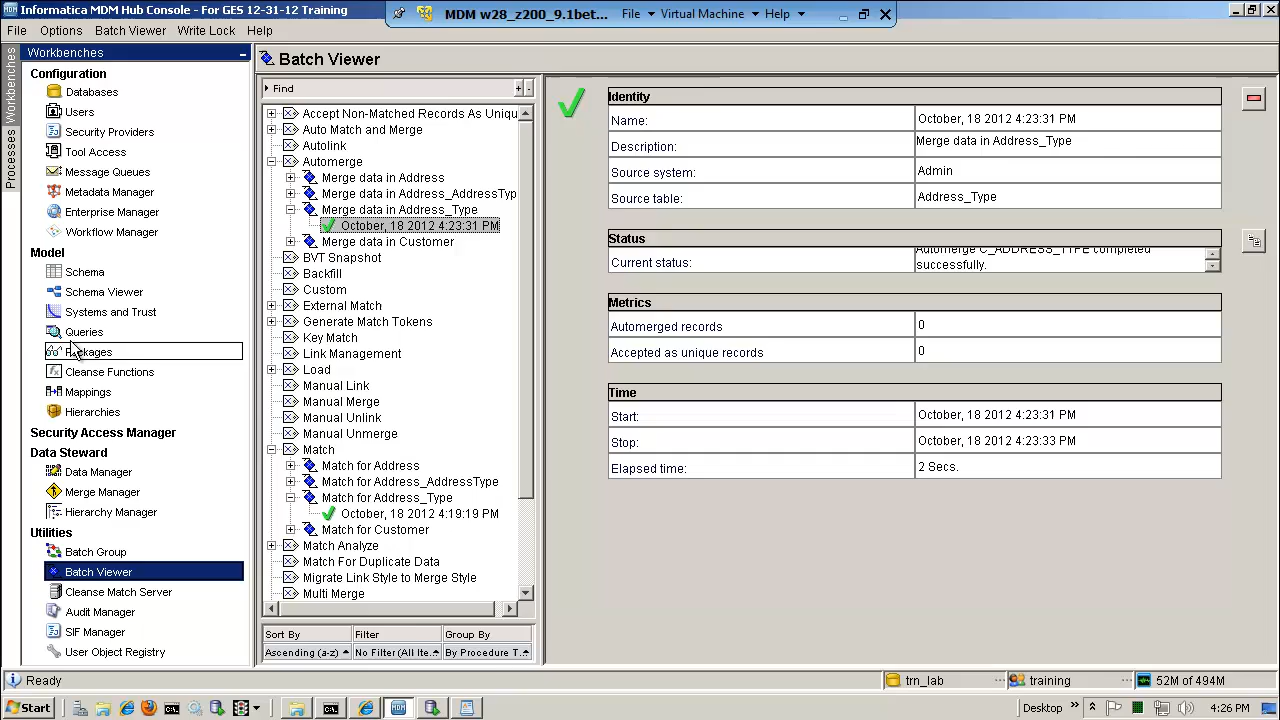 Informatica MDM Hub Console - For GES 12-31-12 Training
MDM w28_z200_9.1bet...
File
Virtual Machine
Help
File Options Batch Viewer Write Lock Help
Workbenches
Processes
Workbenches
Configuration
Databases
Users
Security Providers
Tool Access
Message Queues
Metadata Manager
Enterprise Manager
Workflow Manager
Model
Schema
Schema Viewer
Systems and Trust
Queries
Packages
Cleanse Functions
Mappings
Hierarchies
Security Access Manager
Data Steward
Data Manager
Merge Manager
Hierarchy Manager
Utilities
Batch Group
Batch Viewer
Cleanse Match Server
Audit Manager
SIF Manager
User Object Registry
Batch Viewer
Find
Accept Non-Matched Records As Uniqu
Auto Match and Merge
Autolink
Automerge
Merge data in Address
Merge data in Address_AddressTyp
Merge data in Address_Type
October, 18 2012 4:23:31 PM
Merge data in Customer
BVT Snapshot
Backfill
Custom
External Match
Generate Match Tokens
Key Match
Link Management
Load
Manual Link
Manual Merge
Manual Unlink
Manual Unmerge
Match
Match for Address
Match for Address_AddressType
Match for Address_Type
October, 18 2012 4:19:19 PM
Match for Customer
Match Analyze
Match For Duplicate Data
Migrate Link Style to Merge Style
Multi Merge
Sort By Filter Group By
Ascending (a-z) No Filter (All Ite... By Procedure T...
Identity
Name: October, 18 2012 4:23:31 PM
Description: Merge data in Address_Type
Source system: Admin
Source table: Address_Type
Status
Current status: Automerge C_ADDRESS_TYPE completed
successfully.
Metrics
Automerged records 0
Accepted as unique records 0
Time
Start: October, 18 2012 4:23:31 PM
Stop: October, 18 2012 4:23:33 PM
Elapsed time: 2 Secs.
Ready
trn_lab
training
52M of 494M
Start
Desktop
4:26 PM